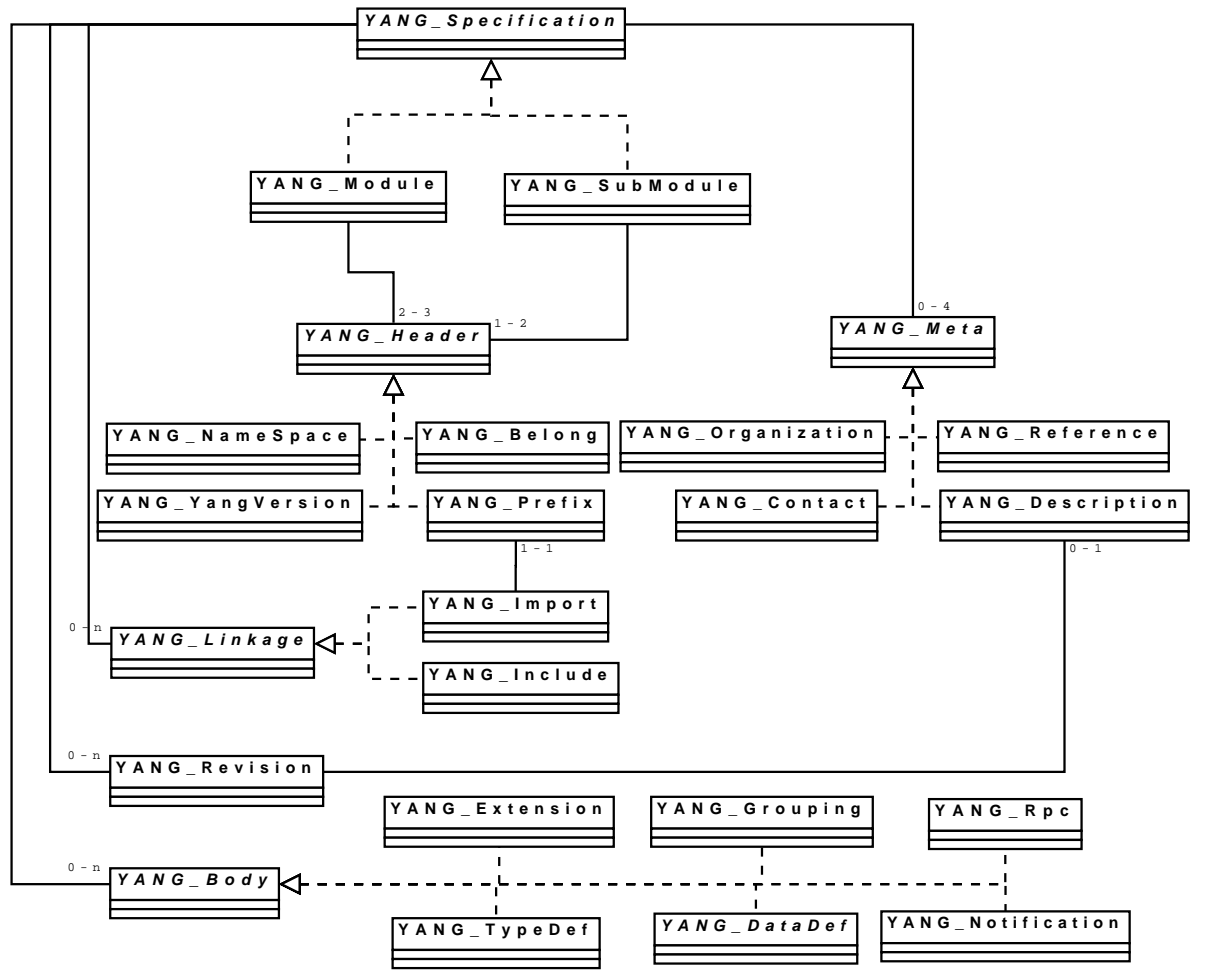 YANG_Specification
YANG_Module
YANG_SubModule
2-3
1-2
0-4
YANG_Header
YANG_Meta
YANG_NameSpace
YANG_Belong
YANG_Organization
YANG_Reference
YANG_YangVersion
YANG_Prefix
YANG_Contact
YANG_Description
1-1
0-1
YANG_Import
0-n
YANG_Linkage
YANG_Include
0-n
YANG_Revision
YANG_Extension
YANG_Grouping
YANG_Rpc
0-n
YANG_Body
YANG_TypeDef
YANG_DataDef
YANG_Notification